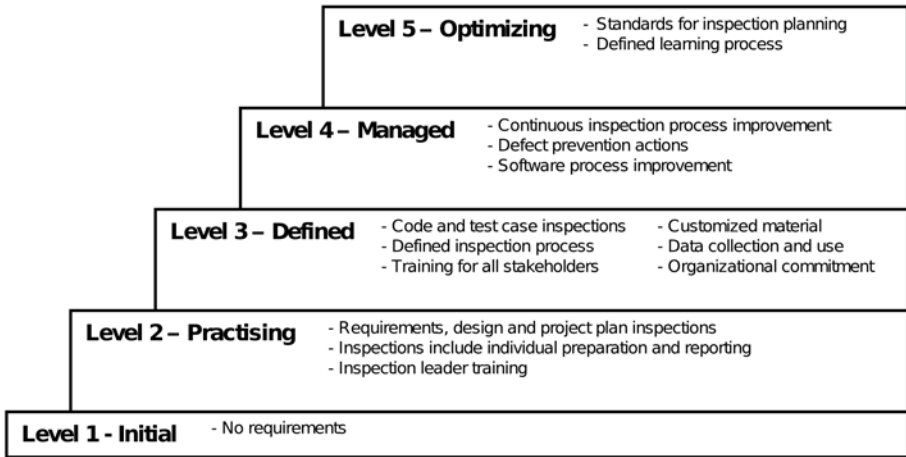 Level 5 – Optimizing
- Standards for inspection planning
- Defined learning process
Level 4 – Managed
- Continuous inspection process improvement
- Defect prevention actions
- Software process improvement
Level 3 – Defined
- Code and test case inspections
- Defined inspection process
- Training for all stakeholders
- Customized material
- Data collection and use
- Organizational commitment
Level 2 – Practising
- Requirements, design and project plan inspections
- Inspections include individual preparation and reporting
- Inspection leader training
Level 1 - Initial
- No requirements